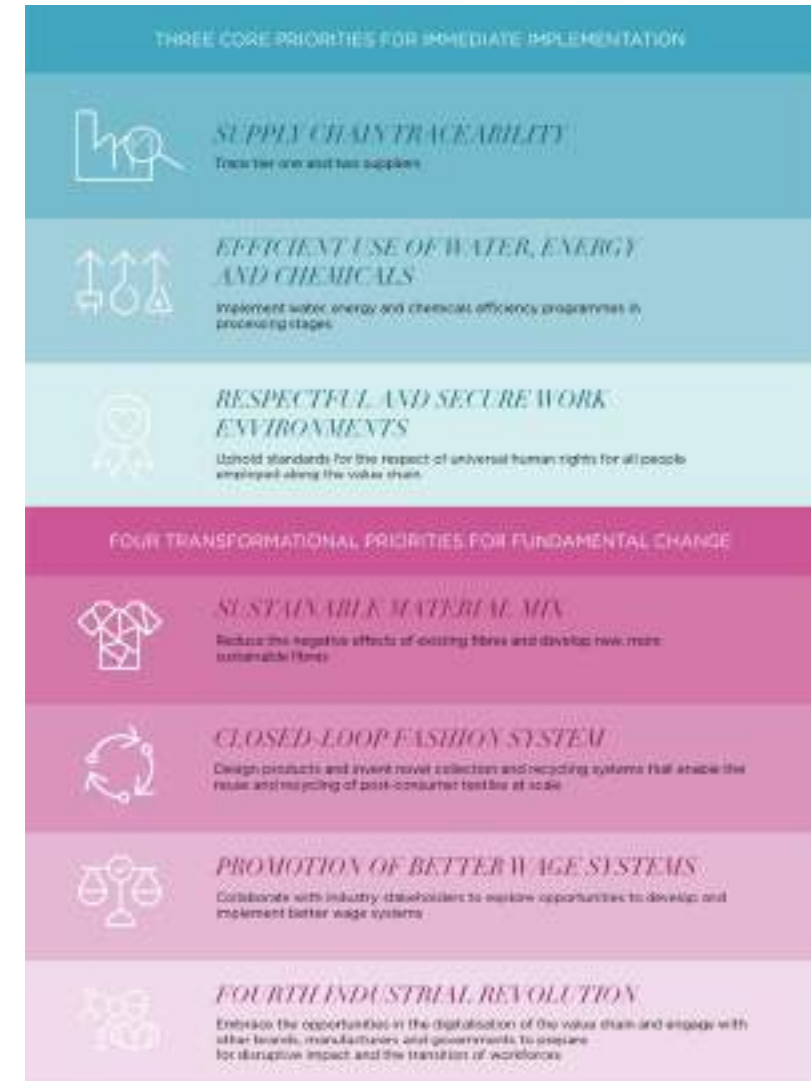 THREE CORE PRIORITIES FOR IMMEDIATE IMPLEMENTATION
SUPPLY CHAIN TRACEABILITY
Trace tier one and two suppliers
EFFICIENT USE OF WATER, ENERGY
AND CHEMICALS
Implement water, energy and chemicals efficiency programmes in
processing stages
RESPECTFUL AND SECURE WORK
ENVIRONMENTS
Uphold standards for the respect of universal human rights for all people
employed along the value chain
FOUR TRANSFORMATIONAL PRIORITIES FOR FUNDAMENTAL CHANGE
SUSTAINABLE MATERIAL MIX
Reduce the negative effects of existing fibres and develop new, more
sustainable fibres
CLOSED-LOOP FASHION SYSTEM
Design products and invent novel collection and recycling systems that enable the
reuse and recycling of post-consumer textiles at scale
PROMOTION OF BETTER WAGE SYSTEMS
Collaborate with industry stakeholders to explore opportunities to develop and
implement better wage systems
FOURTH INDUSTRIAL REVOLUTION
Embrace the opportunities in the digitalisation of the value chain and engage with
other brands, manufacturers and governments to prepare
for disruptive impact and the transition of workforces